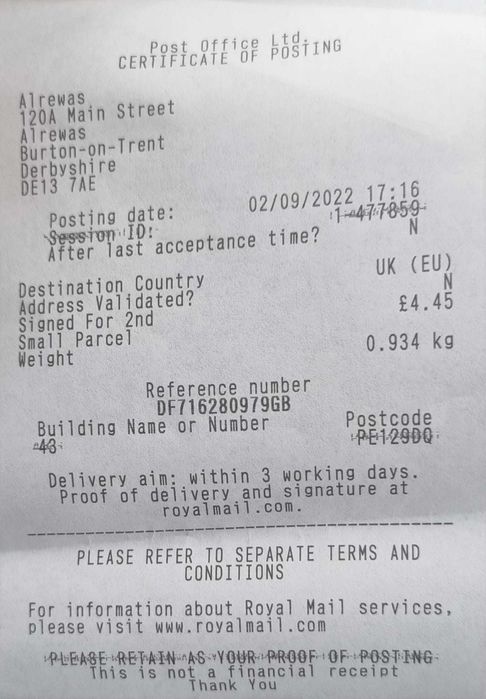 Post Office Ltd.
CERTIFICATE OF POSTING
Alrewas
120A Main Street
Alrewas
Burton-on-Trent
Derbyshire
DE13 7AE
Posting date: 02/09/2022 17:16
Session ID: 1-477859
After last acceptance time? N
Destination Country UK (EU)
Address Validated? N
Signed For 2nd £4.45
Small Parcel
Weight 0.934 kg
Reference number
DF716280979GB
Building Name or Number Postcode
43 PE129DQ
Delivery aim: within 3 working days.
Proof of delivery and signature at
royalmail.com.
PLEASE REFER TO SEPARATE TERMS AND
CONDITIONS
For information about Royal Mail services,
please visit www.royalmail.com
PLEASE RETAIN AS YOUR PROOF OF POSTING
This is not a financial receipt
Thank You